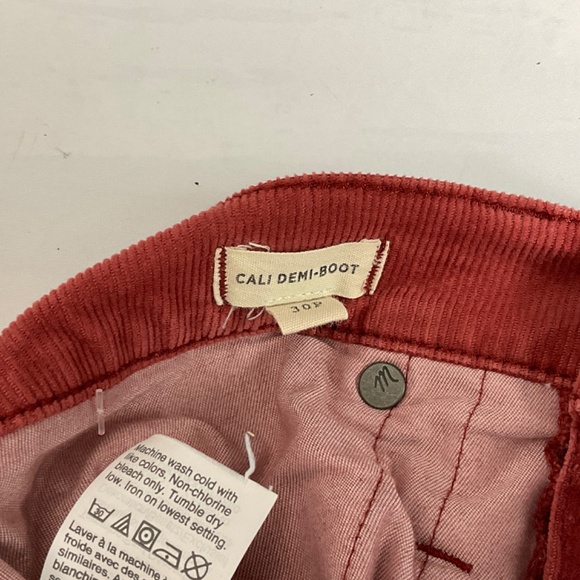 CALI DEMI-BOOT
30P
m
Machine wash cold with
like colors. Non-chlorine
bleach only. Tumble dry
low. Iron on lowest setting.
30
Laver à la machine
froide avec des
similaires.